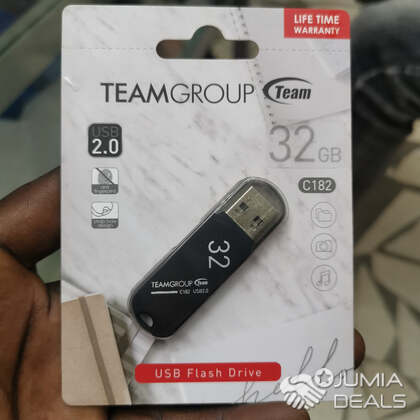 LIFE TIME
WARRANTY
TEAMGROUP Team
USB
2.0
32GB
C182
32
TEAMGROUP Team
C182 USB2.0
USB Flash Drive
JUMIA
DEALS